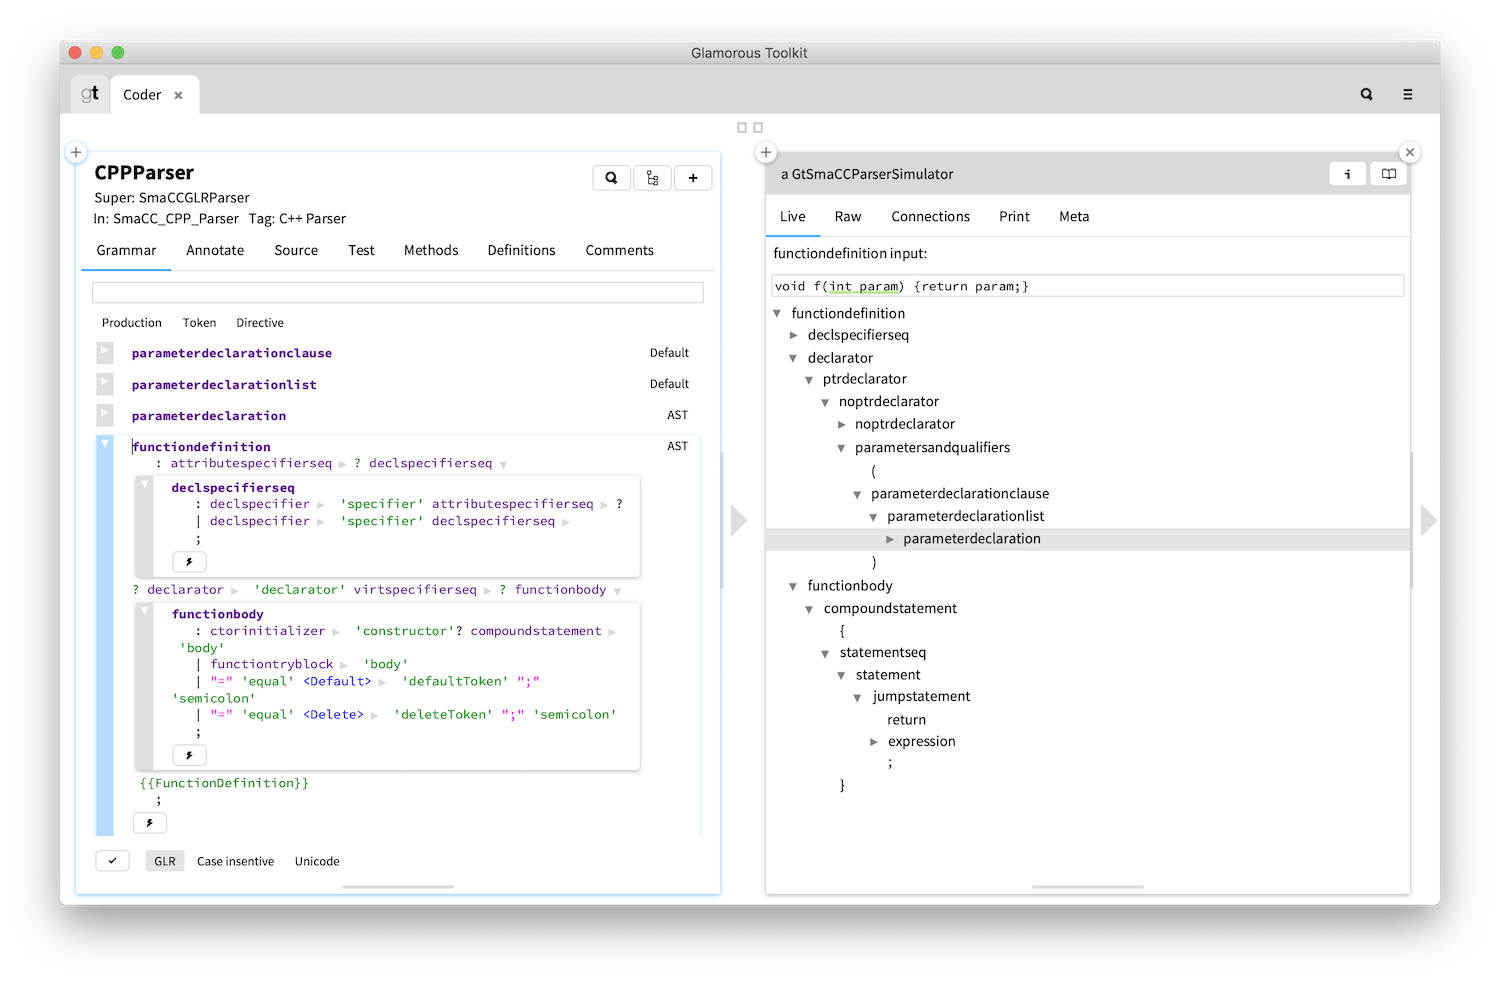 Glamorous Toolkit
gt
Coder
CPPParser
Super: SmaCCGLRParser
In: SmaCC_CPP_Parser Tag: C++ Parser
Grammar Annotate Source Test Methods Definitions Comments
Production Token Directive
parameterdeclarationclause Default
parameterdeclarationlist Default
parameterdeclaration AST
functiondefinition AST
: attributespecifierseq ? declspecifierseq
declspecifierseq
: declspecifier 'specifier' attributespecifierseq ?
| declspecifier 'specifier' declspecifierseq
;
? declarator 'declarator' virtspecifierseq ? functionbody
functionbody
: ctorinitializer 'constructor'? compoundstatement
'body'
| functiontryblock 'body'
| "=" 'equal' <Default> 'defaultToken' ";"
'semicolon'
| "=" 'equal' <Delete> 'deleteToken' ";" 'semicolon'
;
{{FunctionDefinition}}
;
GLR Case insentive Unicode
a GtSmaCCParserSimulator
i
Live Raw Connections Print Meta
functiondefinition input:
void f(int param) {return param;}
functiondefinition
declspecifierseq
declarator
ptrdeclarator
noptrdeclarator
noptrdeclarator
parametersandqualifiers
(
parameterdeclarationclause
parameterdeclarationlist
parameterdeclaration
)
functionbody
compoundstatement
{
statementseq
statement
jumpstatement
return
expression
;
}